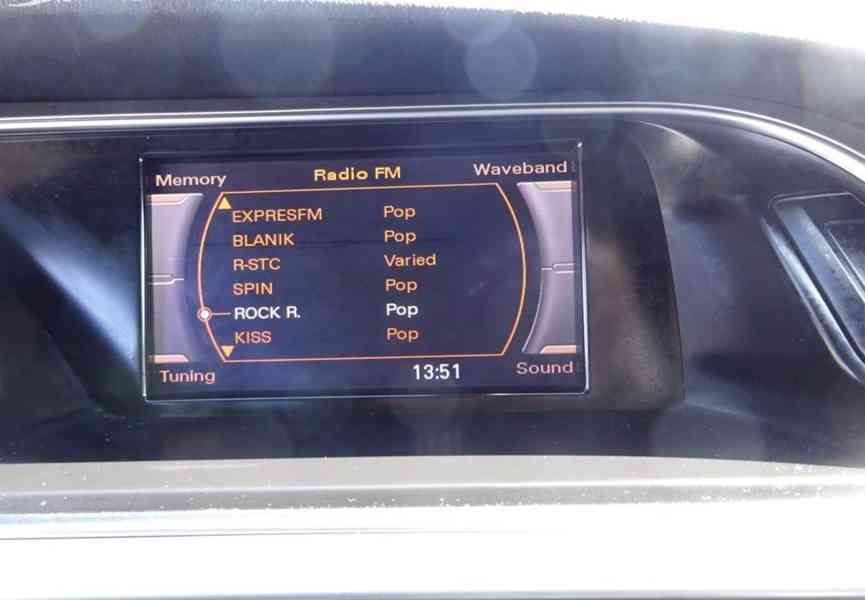 Memory Radio FM Waveband
EXPRESFM Pop
BLANIK Pop
R-STC Varied
SPIN Pop
ROCK R. Pop
KISS Pop
Tuning 13:51 Sound